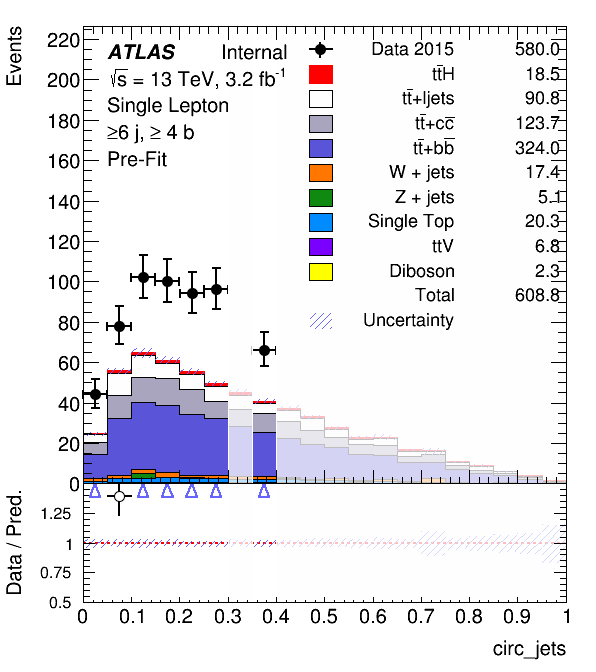 Events
220
200
180
160
140
120
100
80
60
40
20
0
ATLAS Internal
√s = 13 TeV, 3.2 fb⁻¹
Single Lepton
≥6 j, ≥ 4 b
Pre-Fit
Data 2015 580.0
tt̄H 18.5
tt̄+ljets 90.8
tt̄+cc̄ 123.7
tt̄+bb̄ 324.0
W + jets 17.4
Z + jets 5.1
Single Top 20.3
ttV 6.8
Diboson 2.3
Total 608.8
Uncertainty
Data / Pred.
1.25
1
0.75
0.5
0 0.1 0.2 0.3 0.4 0.5 0.6 0.7 0.8 0.9 1
circ_jets